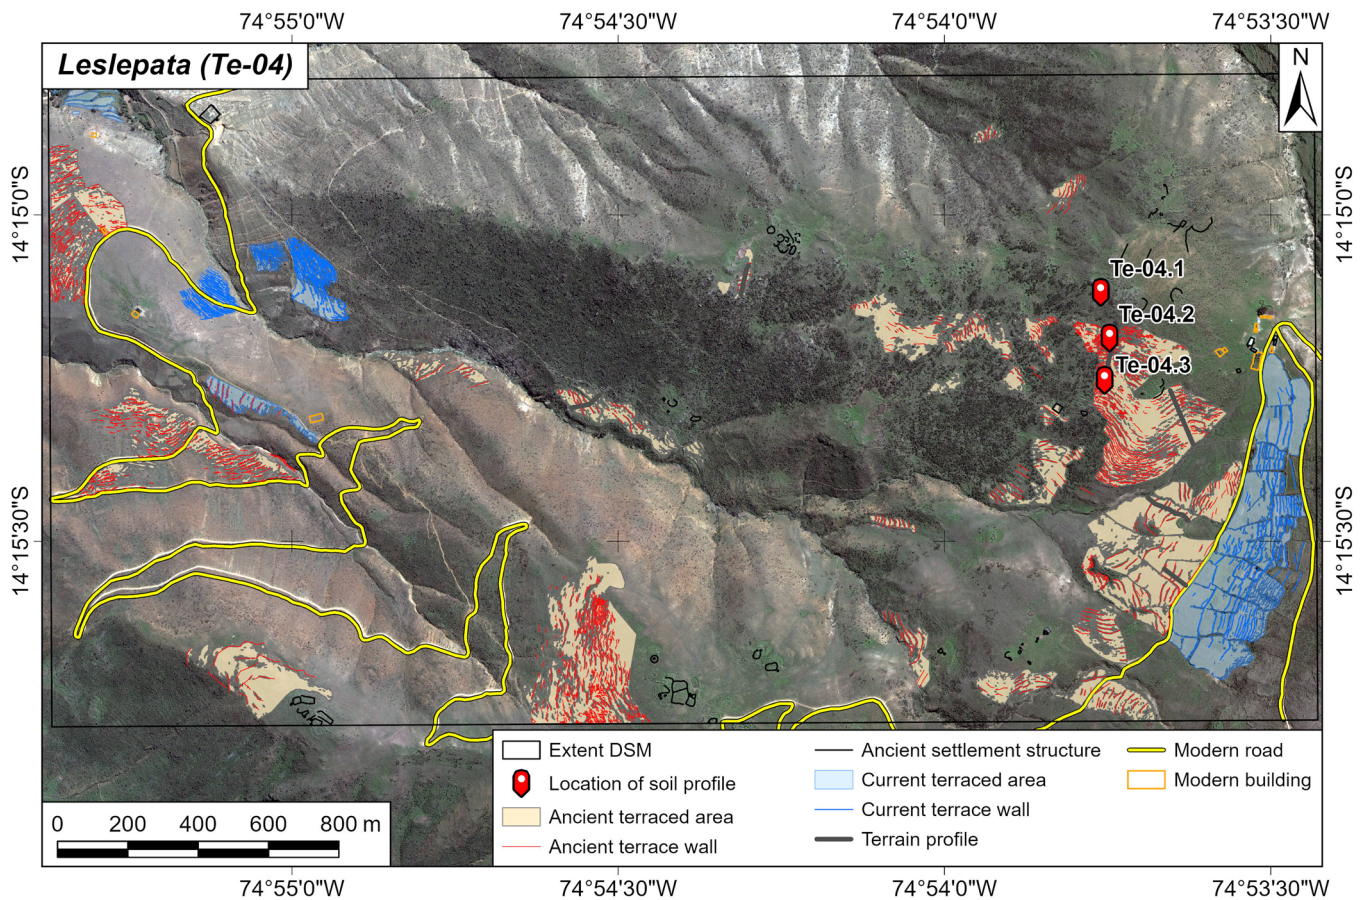 74°55'0"W 74°54'30"W 74°54'0"W 74°53'30"W
Leslepata (Te-04)
N
14°15'0"S 14°15'0"S
Te-04.1
Te-04.2
Te-04.3
14°15'30"S 14°15'30"S
Extent DSM
Location of soil profile
Ancient terraced area
Ancient terrace wall
Ancient settlement structure
Current terraced area
Current terrace wall
Terrain profile
Modern road
Modern building
0 200 400 600 800 m
74°55'0"W 74°54'30"W 74°54'0"W 74°53'30"W